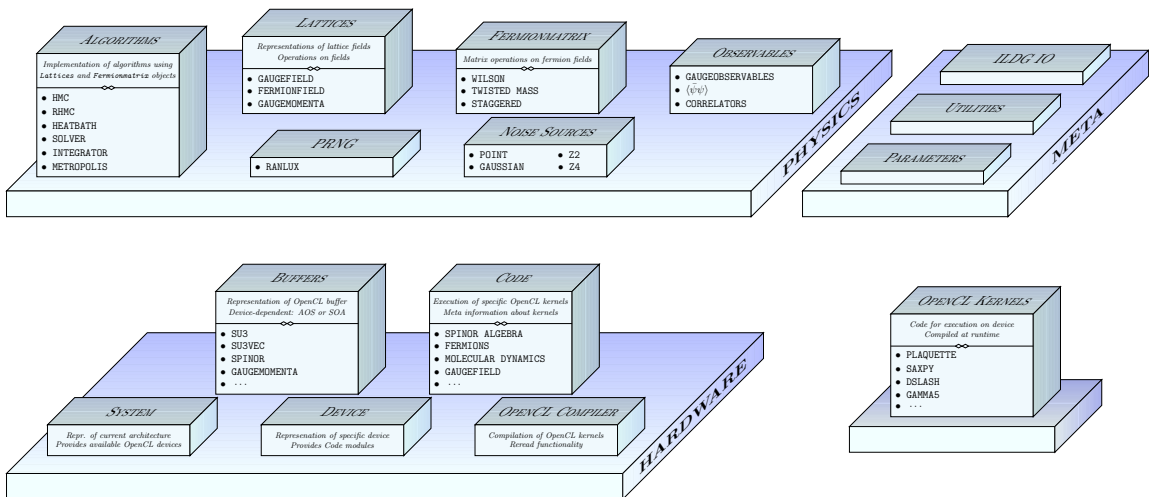 ALGORITHMS
Implementation of algorithms using
Lattices and Fermionmatrix objects
• HMC
• RHMC
• HEATBATH
• SOLVER
• INTEGRATOR
• METROPOLIS
LATTICES
Representations of lattice fields
Operations on fields
• GAUGEFIELD
• FERMIONFIELD
• GAUGEMOMENTA
FERMIONMATRIX
Matrix operations on fermion fields
• WILSON
• TWISTED MASS
• STAGGERED
OBSERVABLES
• GAUGEOBSERVABLES
• ⟨ψ̄ψ⟩
• CORRELATORS
PRNG
• RANLUX
NOISE SOURCES
• POINT • Z2
• GAUSSIAN • Z4
PHYSICS
ILDG IO
UTILITIES
PARAMETERS
META
BUFFERS
Representation of OpenCL buffer
Device-dependent: AOS or SOA
• SU3
• SU3VEC
• SPINOR
• GAUGEMOMENTA
• ...
CODE
Execution of specific OpenCL kernels
Meta information about kernels
• SPINOR ALGEBRA
• FERMIONS
• MOLECULAR DYNAMICS
• GAUGEFIELD
• ...
SYSTEM
Repr. of current architecture
Provides available OpenCL devices
DEVICE
Represenation of specific device
Provides Code modules
OPENCL COMPILER
Compilation of OpenCL kernels
Reread functionality
HARDWARE
OPENCL KERNELS
Code for execution on device
Compiled at runtime
• PLAQUETTE
• SAXPY
• DSLASH
• GAMMA5
• ...